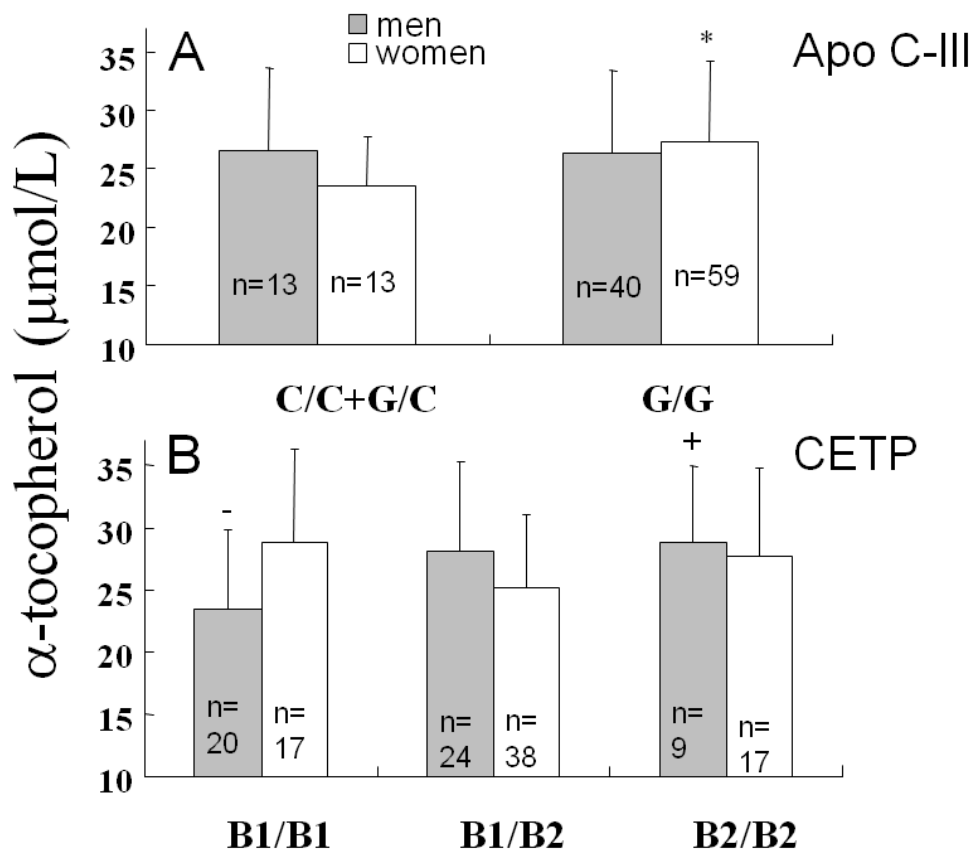 men
women
A
*
Apo C-III
35
30
25
20
15
10
n=13
n=13
n=40
n=59
C/C+G/C
G/G
α-tocopherol (μmol/L)
B
-
+
CETP
35
30
25
20
15
10
n=
20
n=
17
n=
24
n=
38
n=
9
n=
17
B1/B1
B1/B2
B2/B2